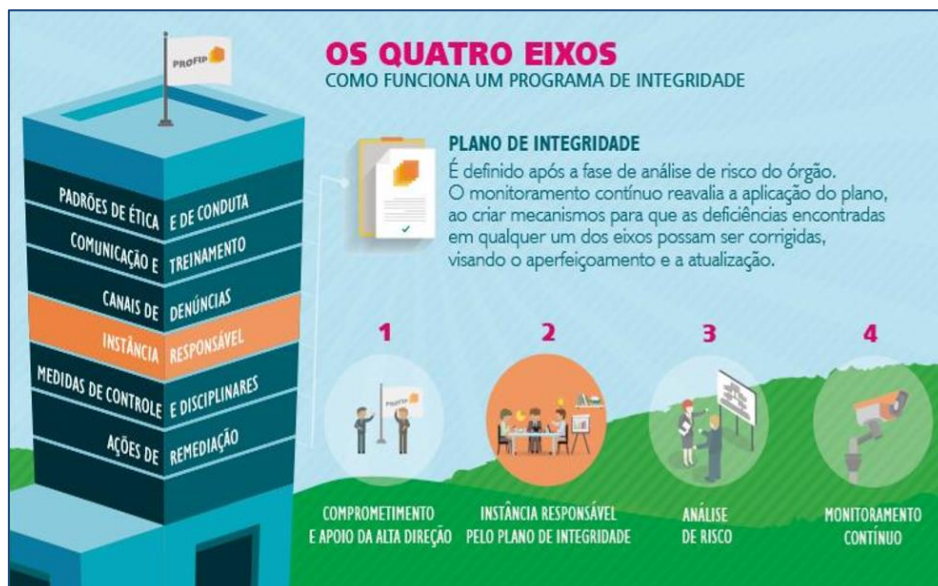 PROFIP
OS QUATRO EIXOS
COMO FUNCIONA UM PROGRAMA DE INTEGRIDADE
PLANO DE INTEGRIDADE
É definido após a fase de análise de risco do órgão.
O monitoramento contínuo reavalia a aplicação do plano,
ao criar mecanismos para que as deficiências encontradas
em qualquer um dos eixos possam ser corrigidas,
visando o aperfeiçoamento e a atualização.
PADRÕES DE ÉTICA E DE CONDUTA
COMUNICAÇÃO E TREINAMENTO
CANAIS DE DENÚNCIAS
INSTÂNCIA RESPONSÁVEL
MEDIDAS DE CONTROLE E DISCIPLINARES
AÇÕES DE REMEDIAÇÃO
1
2
3
4
PROFIP
COMPROMETIMENTO
E APOIO DA ALTA DIREÇÃO
INSTÂNCIA RESPONSÁVEL
PELO PLANO DE INTEGRIDADE
ANÁLISE
DE RISCO
MONITORAMENTO
CONTÍNUO